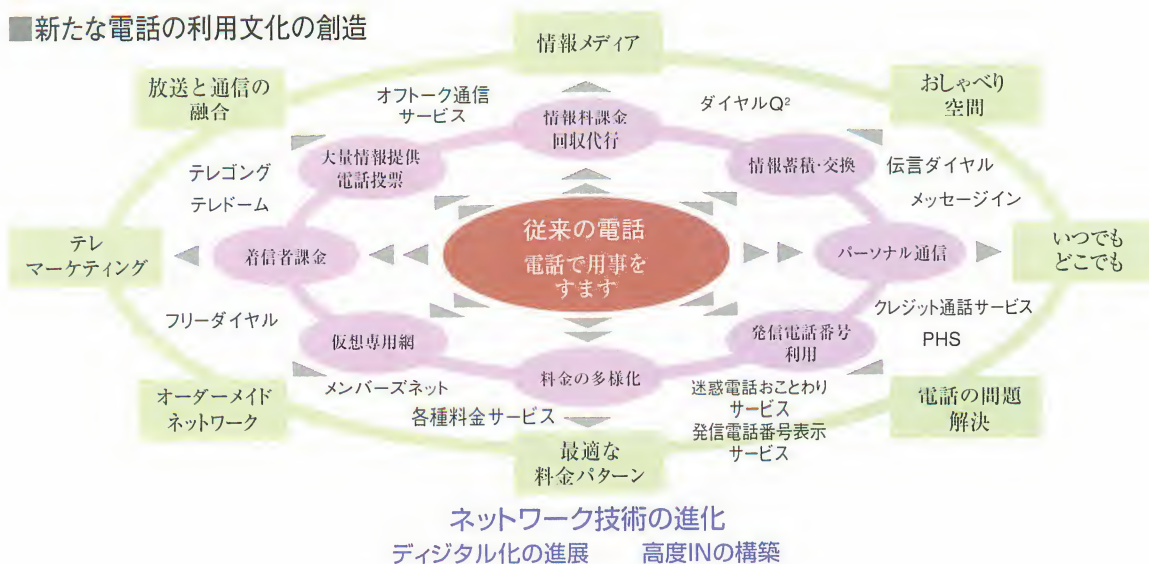 ■新たな電話の利用文化の創造
情報メディア
放送と通信の
融合
おしゃべり
空間
オフトーク通信
サービス
情報料課金
回収代行
ダイヤルQ²
大量情報提供
電話投票
情報蓄積・交換
テレゴング
テレドーム
伝言ダイヤル
メッセージイン
テレ
マーケティング
着信者課金
従来の電話
電話で用事を
すます
パーソナル通信
いつでも
どこでも
フリーダイヤル
仮想専用網
料金の多様化
発信電話番号
利用
クレジット通話サービス
PHS
オーダーメイド
ネットワーク
メンバーズネット
各種料金サービス
最適な
料金パターン
迷惑電話おことわり
サービス
発信電話番号表示
サービス
電話の問題
解決
ネットワーク技術の進化
ディジタル化の進展 高度INの構築